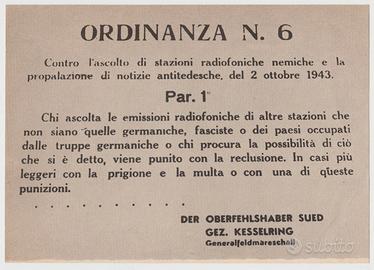 ORDINANZA N. 6
Contro l'ascolto di stazioni radiofoniche nemiche e la
propalazione di notizie antitedesche, del 2 ottobre 1943.
Par. 1°
Chi ascolta le emissioni radiofoniche di altre stazioni che
non siano quelle germaniche, fasciste o dei paesi occupati
dalle truppe germaniche o chi procura la possibilità di ciò
che si è detto, viene punito con la reclusione. In casi più
leggeri con la prigione e la multa o con una di queste
punizioni.
. . . . . . . . . .
DER OBERFEHLSHABER SUED
GEZ. KESSELRING
Generalfeldmareschall
subito